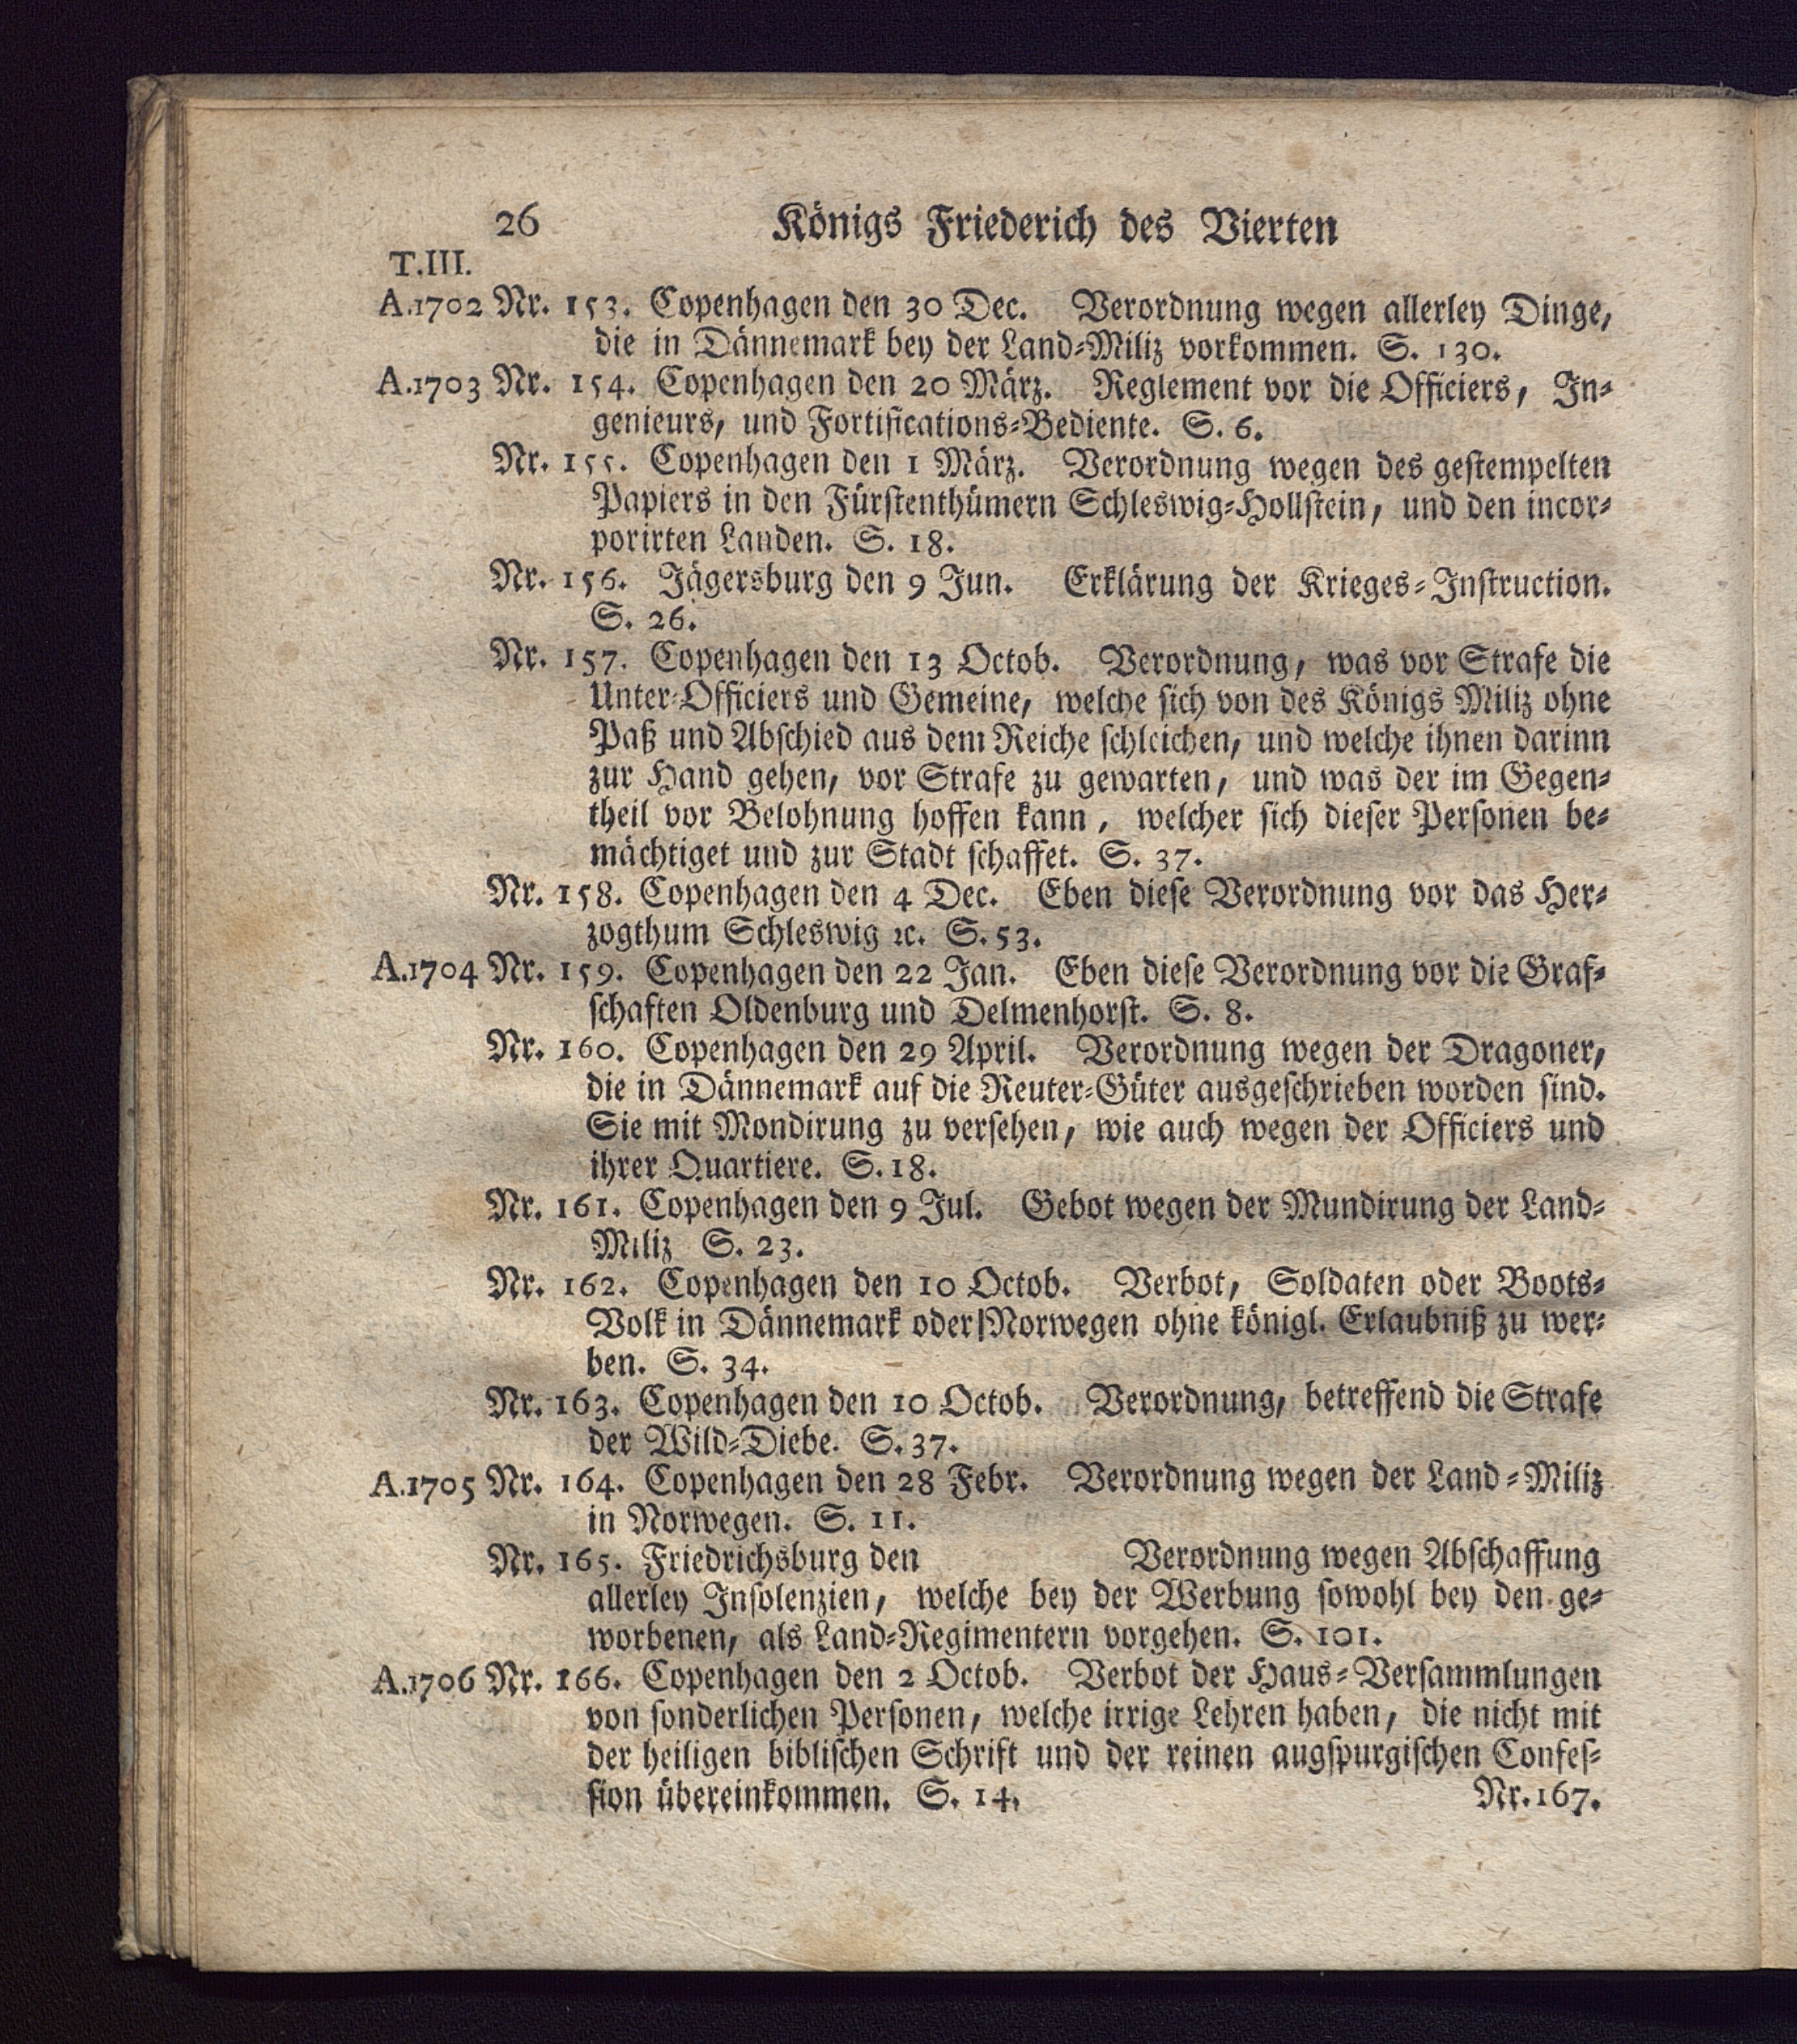 26 Königs Friederich des Vierten
T.III.
A.1702 Nr. 153. Copenhagen den 30 Dec. Verordnung wegen allerley Dinge,
die in Dännemark bey der Land-Miliz vorkommen. S. 130.
A.1703 Nr. 154. Copenhagen den 20 März. Reglement vor die Officiers, In-
genieurs, und Fortifications-Bediente. S. 6.
Nr. 155. Copenhagen den 1 März. Verordnung wegen des gestempelten
Papiers in den Fürstenthümern Schleswig-Hollstein, und den incor-
porirten Landen. S. 18.
Nr. 156. Jägersburg den 9 Jun. Erklärung der Krieges-Instruction.
S. 26.
Nr. 157. Copenhagen den 13 Octob. Verordnung, was vor Strafe die
Unter-Officiers und Gemeine, welche sich von des Königs Miliz ohne
Paß und Abschied aus dem Reiche schleichen, und welche ihnen darinn
zur Hand gehen, vor Strafe zu gewarten, und was der im Gegen-
theil vor Belohnung hoffen kann, welcher sich dieser Personen be-
mächtiget und zur Stadt schaffet. S. 37.
Nr. 158. Copenhagen den 4 Dec. Eben diese Verordnung vor das Her-
zogthum Schleswig ꝛc. S. 53.
A.1704 Nr. 159. Copenhagen den 22 Jan. Eben diese Verordnung vor die Graf-
schaften Oldenburg und Delmenhorst. S. 8.
Nr. 160. Copenhagen den 29 April. Verordnung wegen der Dragoner,
die in Dännemark auf die Reuter-Güter ausgeschrieben worden sind.
Sie mit Mondirung zu versehen, wie auch wegen der Officiers und
ihrer Quartiere. S. 18.
Nr. 161. Copenhagen den 9 Jul. Gebot wegen der Mundirung der Land-
Miliz S. 23.
Nr. 162. Copenhagen den 10 Octob. Verbot, Soldaten oder Boots-
Volk in Dännemark oder Norwegen ohne königl. Erlaubniß zu wer-
ben. S. 34.
Nr. 163. Copenhagen den 10 Octob. Verordnung, betreffend die Strafe
der Wild-Diebe. S. 37.
A.1705 Nr. 164. Copenhagen den 28 Febr. Verordnung wegen der Land-Miliz
in Norwegen. S. 11.
Nr. 165. Friedrichsburg den Verordnung wegen Abschaffung
allerley Insolenzien, welche bey der Werbung sowohl bey den ge-
worbenen, als Land-Regimentern vorgehen. S. 101.
A.1706 Nr. 166. Copenhagen den 2 Octob. Verbot der Haus-Versammlungen
von sonderlichen Personen, welche irrige Lehren haben, die nicht mit
der heiligen biblischen Schrift und der reinen augspurgischen Confes-
sion übereinkommen. S. 14. Nr. 167.